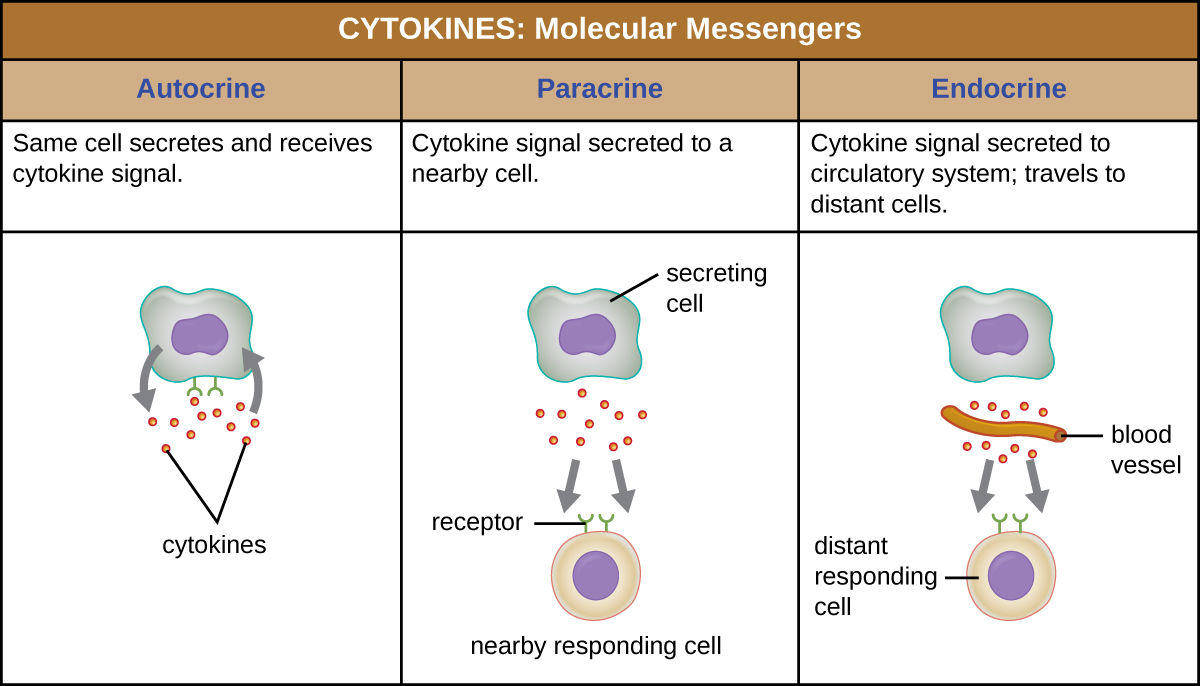 CYTOKINES: Molecular Messengers
Autocrine
Paracrine
Endocrine
Same cell secretes and receives
cytokine signal.
Cytokine signal secreted to a
nearby cell.
Cytokine signal secreted to
circulatory system; travels to
distant cells.
cytokines
secreting
cell
receptor
nearby responding cell
blood
vessel
distant
responding
cell